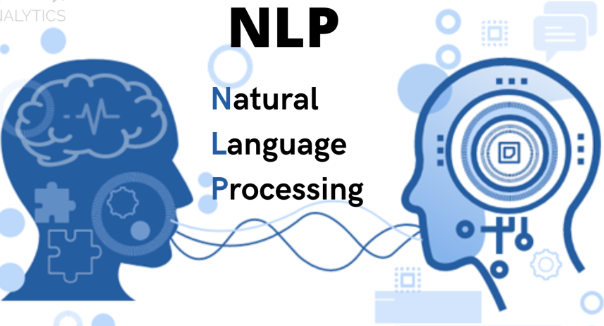 NALYTICS
NLP
Natural
Language
Processing